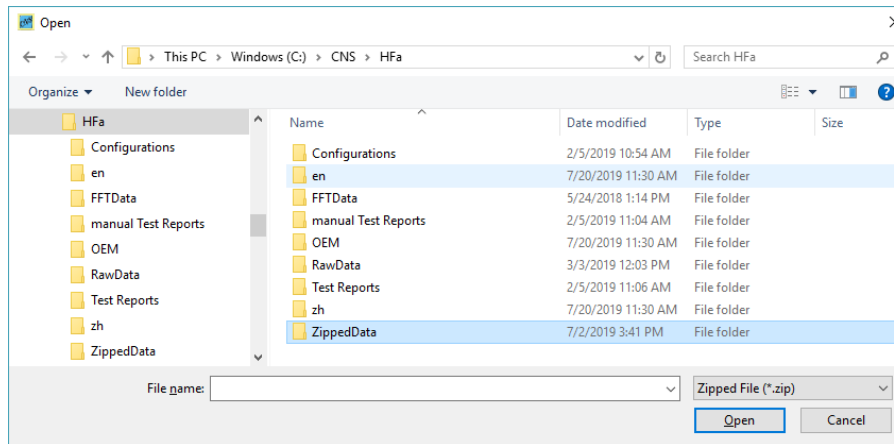 Open
This PC > Windows (C:) > CNS > HFa
Search HFa
Organize
New folder
HFa
Configurations
en
FFTData
manual Test Reports
OEM
RawData
Test Reports
zh
ZippedData
Name Date modified Type Size
Configurations 2/5/2019 10:54 AM File folder
en 7/20/2019 11:30 AM File folder
FFTData 5/24/2018 1:14 PM File folder
manual Test Reports 2/5/2019 11:04 AM File folder
OEM 7/20/2019 11:30 AM File folder
RawData 3/3/2019 12:03 PM File folder
Test Reports 2/5/2019 11:06 AM File folder
zh 7/20/2019 11:30 AM File folder
ZippedData 7/2/2019 3:41 PM File folder
File name:
Zipped File (*.zip)
Open
Cancel